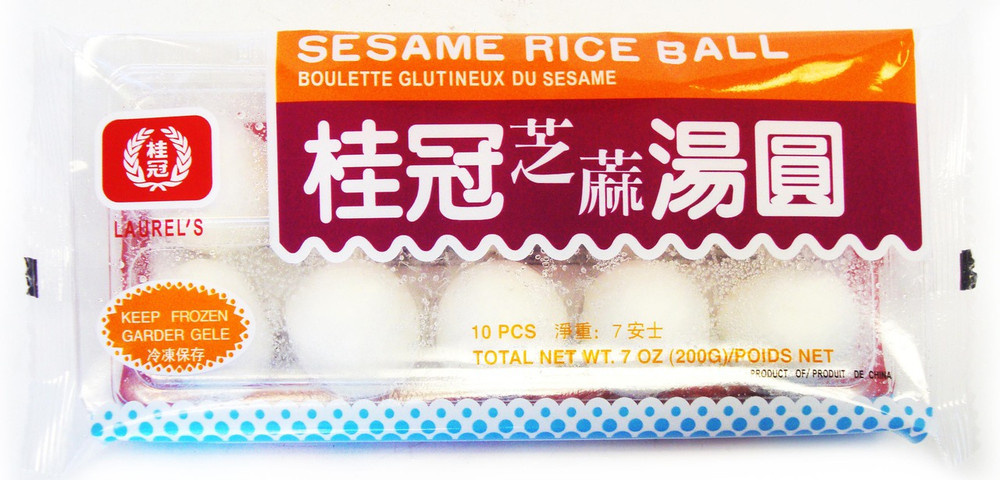 SESAME RICE BALL
BOULETTE GLUTINEUX DU SESAME
桂冠芝蔴湯圓
桂冠
LAUREL'S
KEEP FROZEN
GARDER GELE
冷凍保存
10 PCS 淨重: 7安士
TOTAL NET WT. 7 OZ (200G)/POIDS NET
PRODUCT OF/ PRODUIT DE CHINA